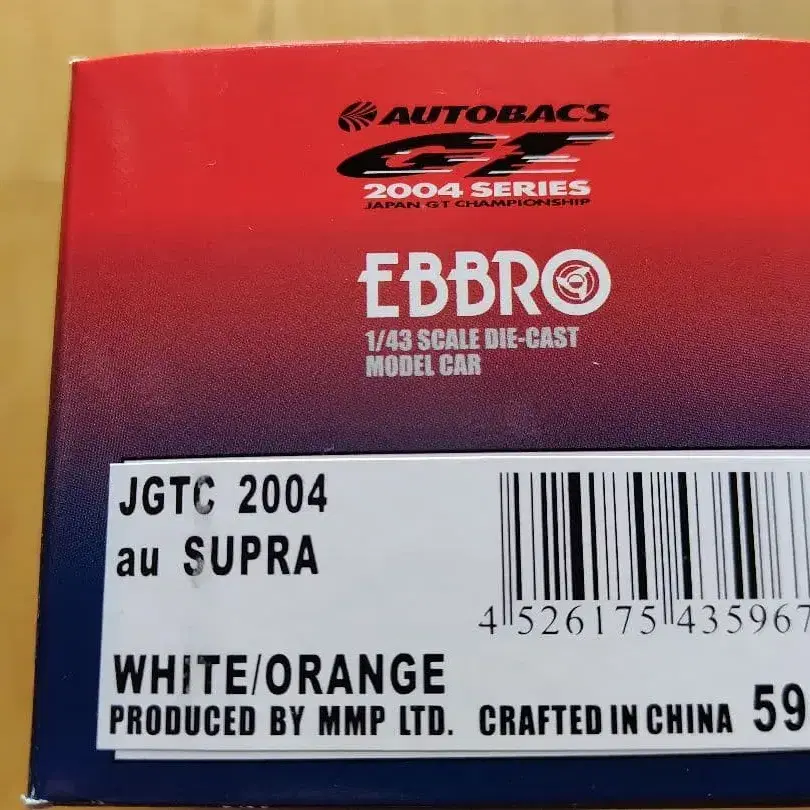 AUTOBACS
GT
2004 SERIES
JAPAN GT CHAMPIONSHIP
EBBRO
1/43 SCALE DIE-CAST
MODEL CAR
JGTC 2004
au SUPRA
4 526175 435967
WHITE/ORANGE
PRODUCED BY MMP LTD. CRAFTED IN CHINA 59